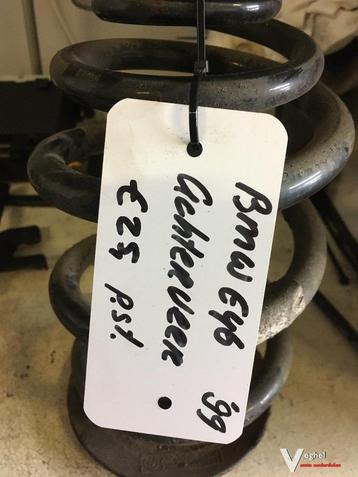 BMW E46 '99
achterveer
€25 p.st.
Veghel